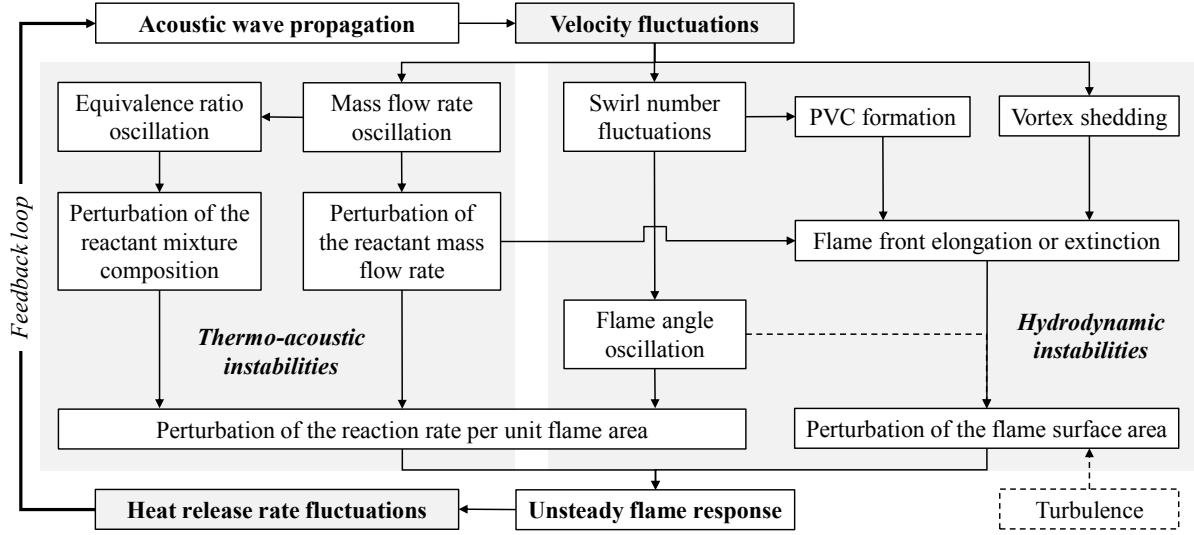 Acoustic wave propagation
Velocity fluctuations
Equivalence ratio
oscillation
Mass flow rate
oscillation
Swirl number
fluctuations
PVC formation
Vortex shedding
Feedback loop
Perturbation of the
reactant mixture
composition
Perturbation of
the reactant mass
flow rate
Flame front elongation or extinction
Thermo-acoustic
instabilities
Flame angle
oscillation
Hydrodynamic
instabilities
Perturbation of the reaction rate per unit flame area
Perturbation of the flame surface area
Heat release rate fluctuations
Unsteady flame response
Turbulence